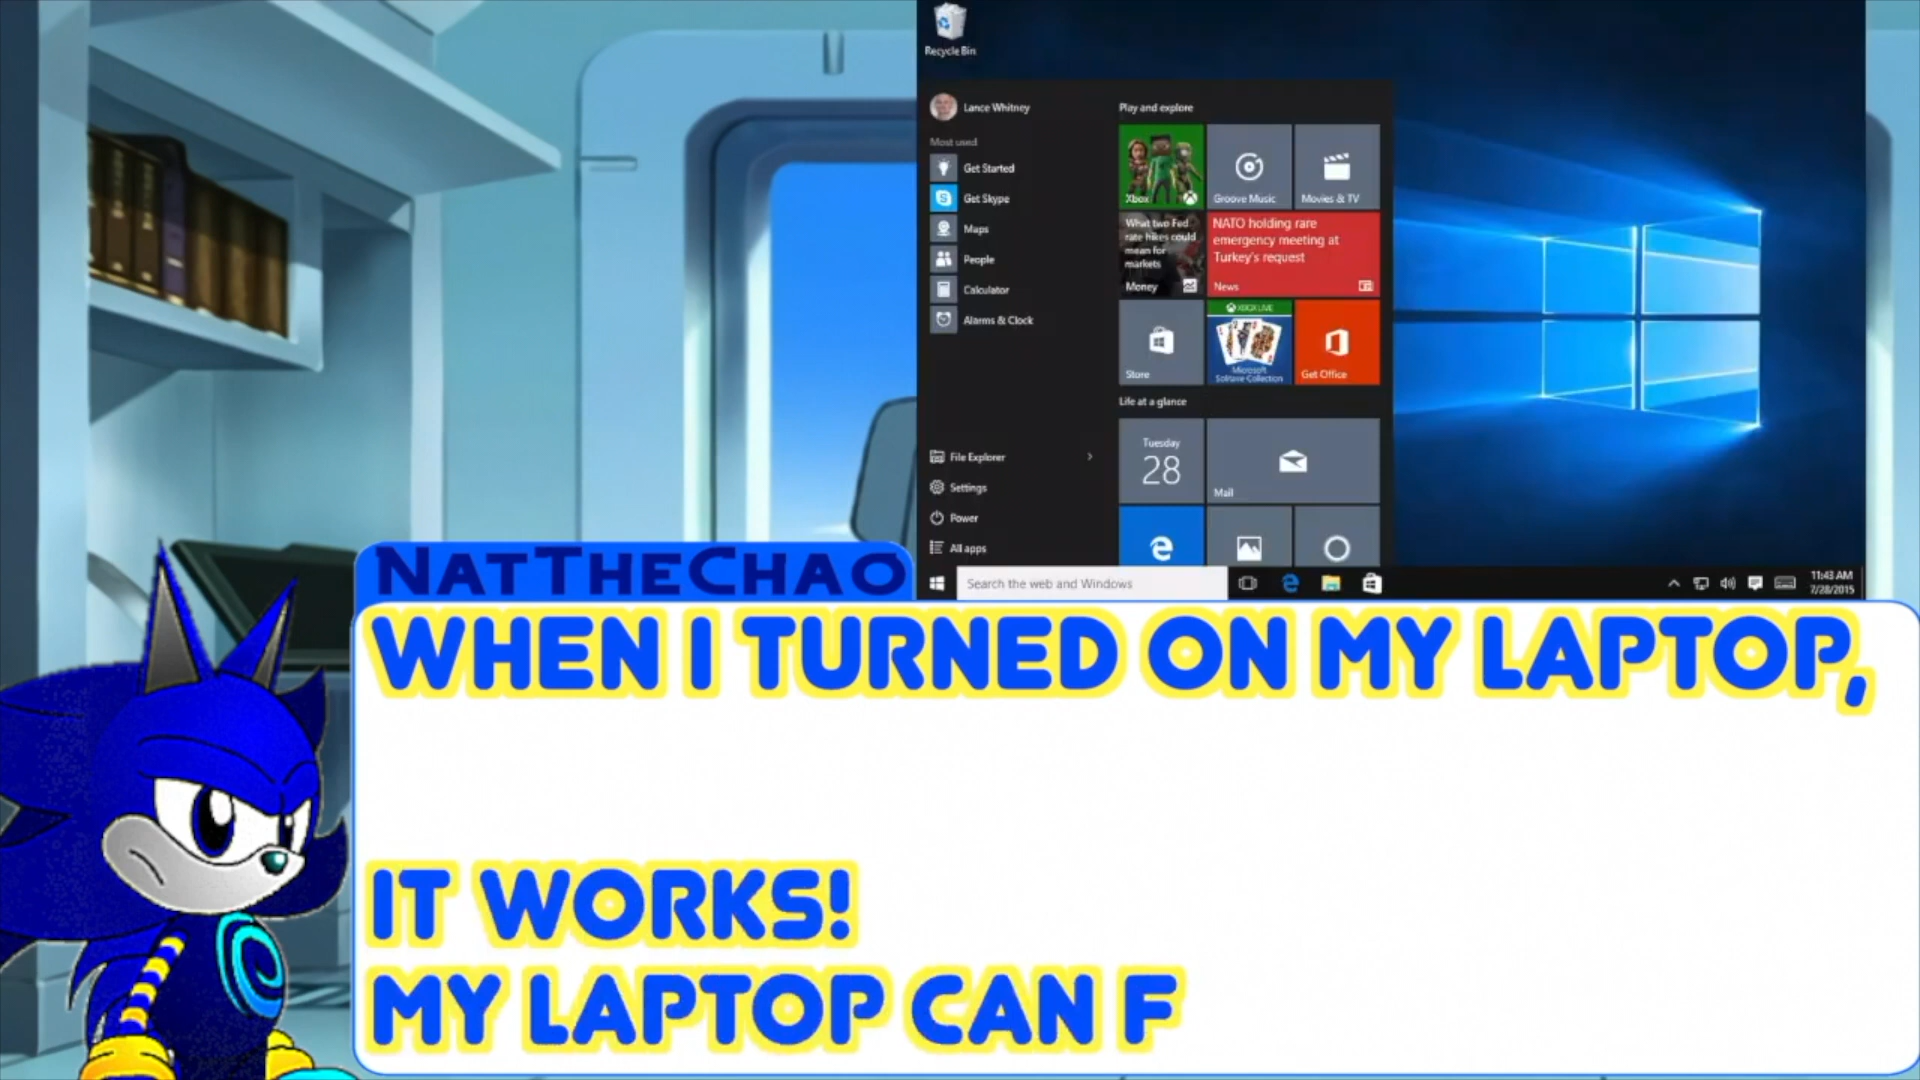 Recycle Bin
Lance Whitney
Most used
Get Started
Get Skype
Maps
People
Calculator
Alarms & Clock
File Explorer
Settings
Power
All apps
Play and explore
Xbox
Groove Music
Movies & TV
What two Fed
rate hikes could
mean for
markets
Money
NATO holding rare
emergency meeting at
Turkey's request
News
Store
XBOX LIVE
Microsoft
Solitaire Collection
Get Office
Life at a glance
Tuesday
28
Mail
Search the web and Windows
11:43 AM
7/28/2015
NATTHECHAO
WHEN I TURNED ON MY LAPTOP,
IT WORKS!
MY LAPTOP CAN F